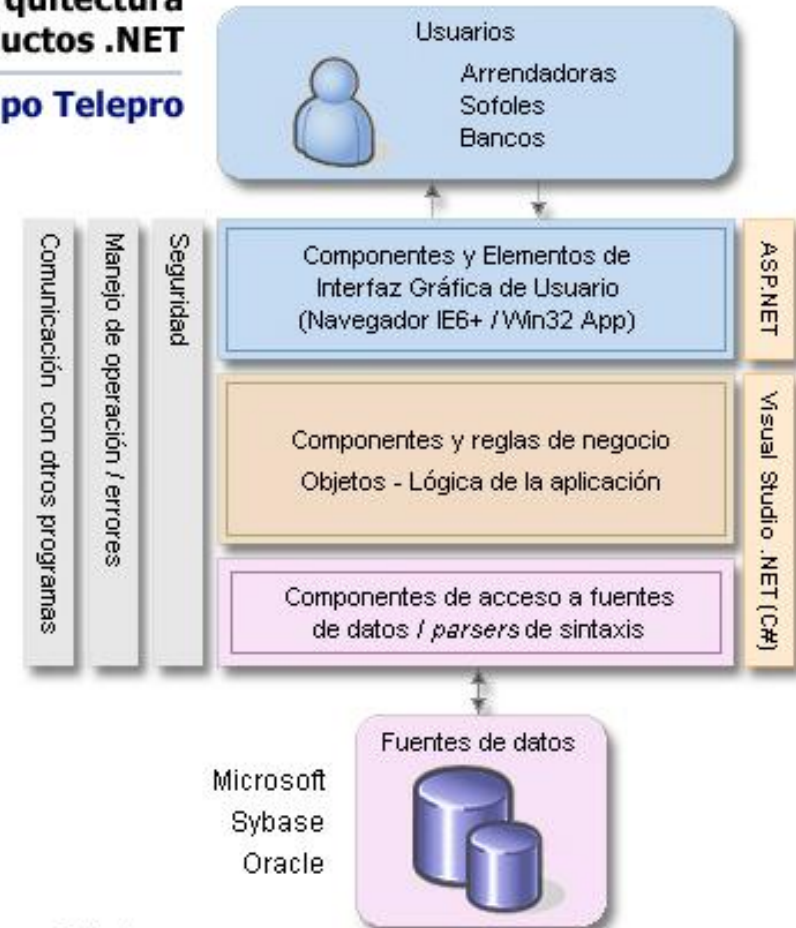 uctos .NET
po Telepro
Usuarios
Arrendadoras
Sofoles
Bancos
Comunicación con otros programas
Manejo de operación / errores
Seguridad
Componentes y Elementos de
Interfaz Gráfica de Usuario
(Navegador IE6+ / Win32 App)
ASP.NET
Componentes y reglas de negocio
Objetos - Lógica de la aplicación
Visual Studio .NET (C#)
Componentes de acceso a fuentes
de datos / parsers de sintaxis
Fuentes de datos
Microsoft
Sybase
Oracle